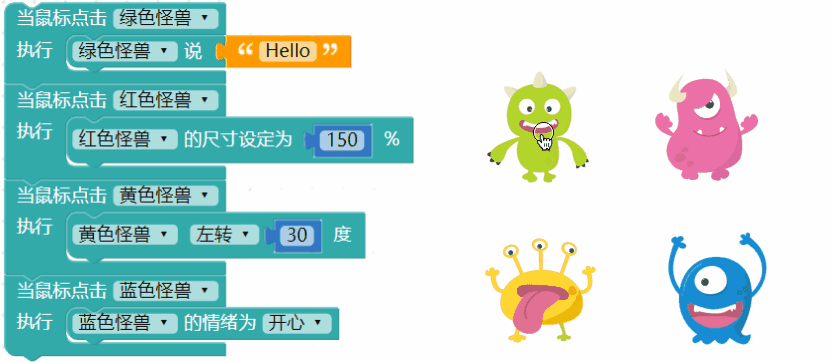 当鼠标点击 绿色怪兽
执行 绿色怪兽 说 “ Hello ”
当鼠标点击 红色怪兽
执行 红色怪兽 的尺寸设定为 150 %
当鼠标点击 黄色怪兽
执行 黄色怪兽 左转 30 度
当鼠标点击 蓝色怪兽
执行 蓝色怪兽 的情绪为 开心